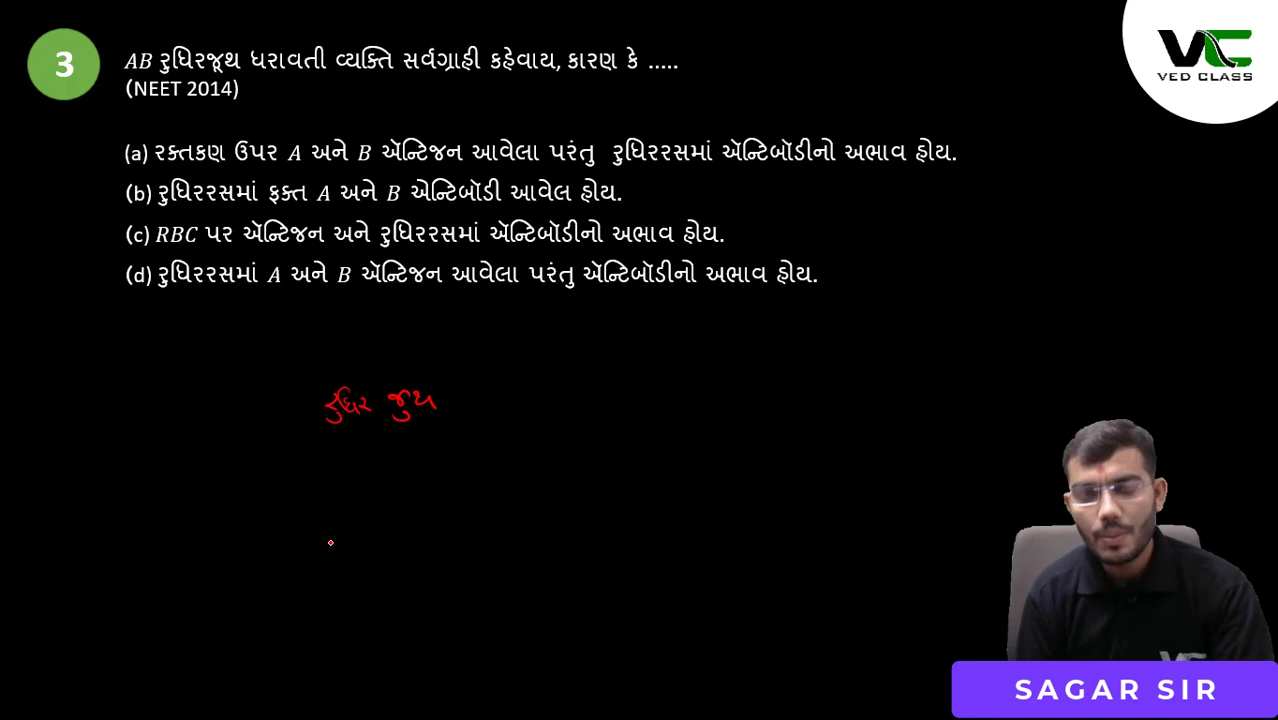 3
AB રુધિરજૂથ ધરાવતી વ્યક્તિ સર્વગ્રાહી કહેવાય, કારણ કે .....
(NEET 2014)
(a) રક્તકણ ઉપર A અને B ઍન્ટિજન આવેલા પરંતુ રુધિરરસમાં ઍન્ટિબૉડીનો અભાવ હોય.
(b) રુધિરરસમાં ફક્ત A અને B એન્ટિબૉડી આવેલ હોય.
(c) RBC પર ઍન્ટિજન અને રુધિરરસમાં ઍન્ટિબૉડીનો અભાવ હોય.
(d) રુધિરરસમાં A અને B ઍન્ટિજન આવેલા પરંતુ ઍન્ટિબૉડીનો અભાવ હોય.
રુધિર જુથ
VC
VED CLASS
VC
SAGAR SIR